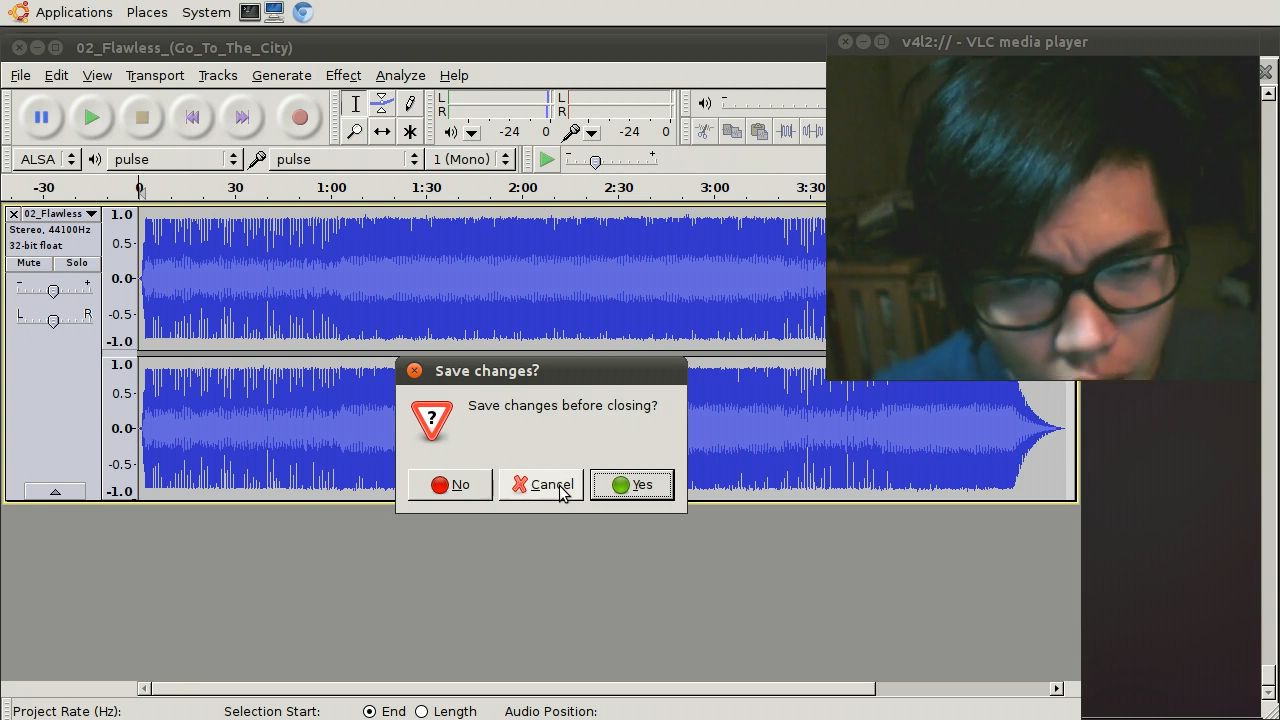 Applications Places System
02_Flawless_(Go_To_The_City)
v4l2:// - VLC media player
File Edit View Transport Tracks Generate Effect Analyze Help
L L
R R
-24 0 -24 0
ALSA pulse pulse 1 (Mono)
-30 0 30 1:00 1:30 2:00 2:30 3:00 3:30
02_Flawless 1.0
Stereo, 44100Hz
32-bit float 0.5
Mute Solo
- + 0.0
L R -0.5
-1.0
1.0
0.5
0.0
-0.5
-1.0
Save changes?
Save changes before closing?
No Cancel Yes
Project Rate (Hz): Selection Start: End Length Audio Position: